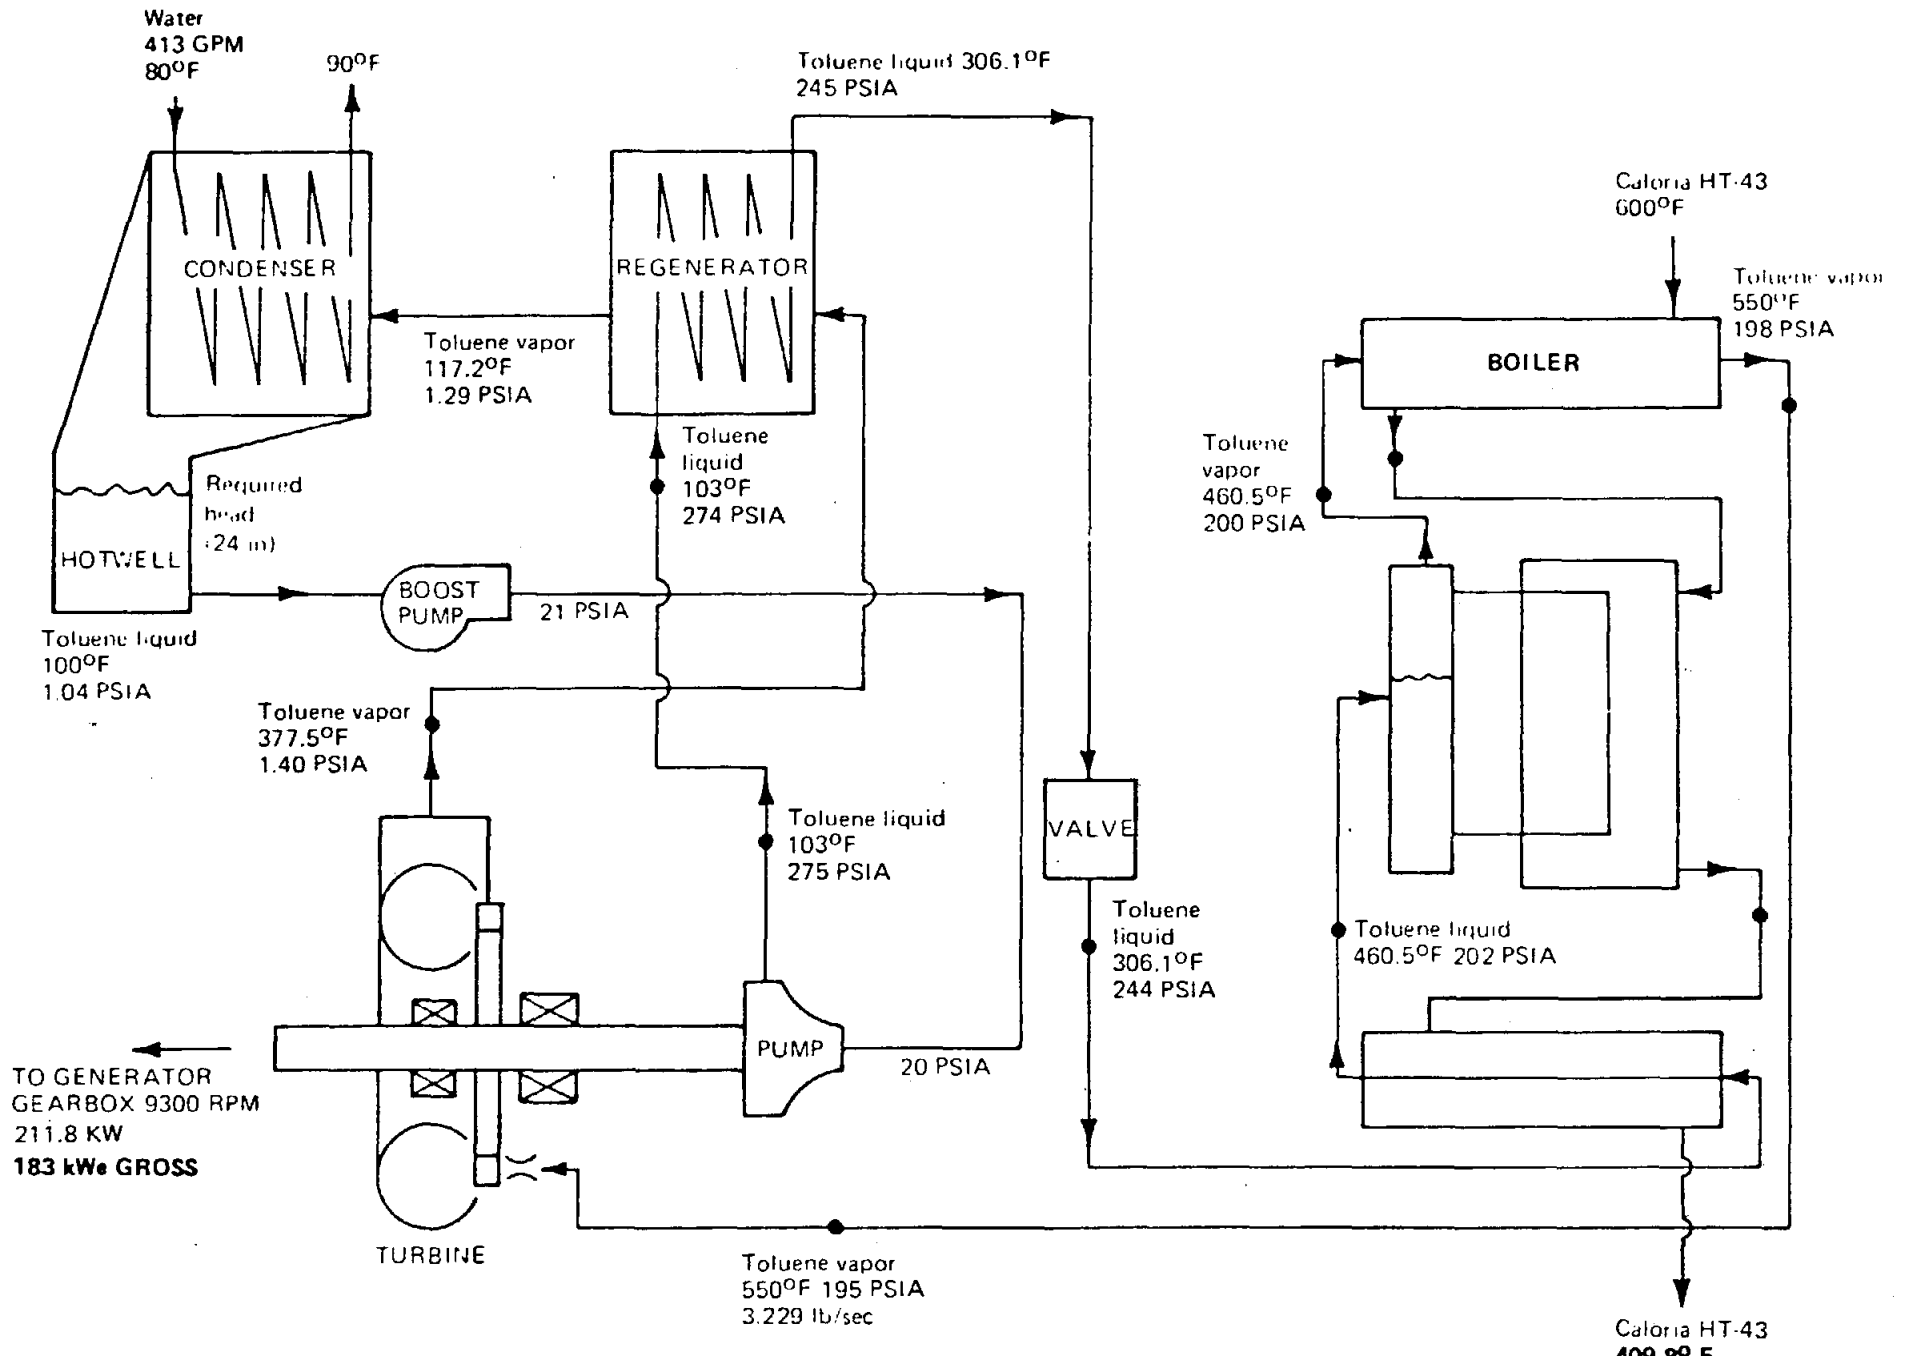 Water
413 GPM
80°F
90°F
Toluene liquid 306.1°F
245 PSIA
Caloria HT-43
600°F
CONDENSER
REGENERATOR
Toluene vapor
550°F
198 PSIA
BOILER
Toluene vapor
117.2°F
1.29 PSIA
Toluene
liquid
103°F
274 PSIA
Toluene
vapor
460.5°F
200 PSIA
Required
head
(24 in)
HOTWELL
BOOST
PUMP
21 PSIA
Toluene liquid
100°F
1.04 PSIA
Toluene vapor
377.5°F
1.40 PSIA
Toluene liquid
103°F
275 PSIA
VALVE
Toluene
liquid
306.1°F
244 PSIA
Toluene liquid
460.5°F 202 PSIA
PUMP
20 PSIA
TO GENERATOR
GEARBOX 9300 RPM
211.8 KW
183 kWe GROSS
TURBINE
Toluene vapor
550°F 195 PSIA
3.229 lb/sec
Caloria HT-43